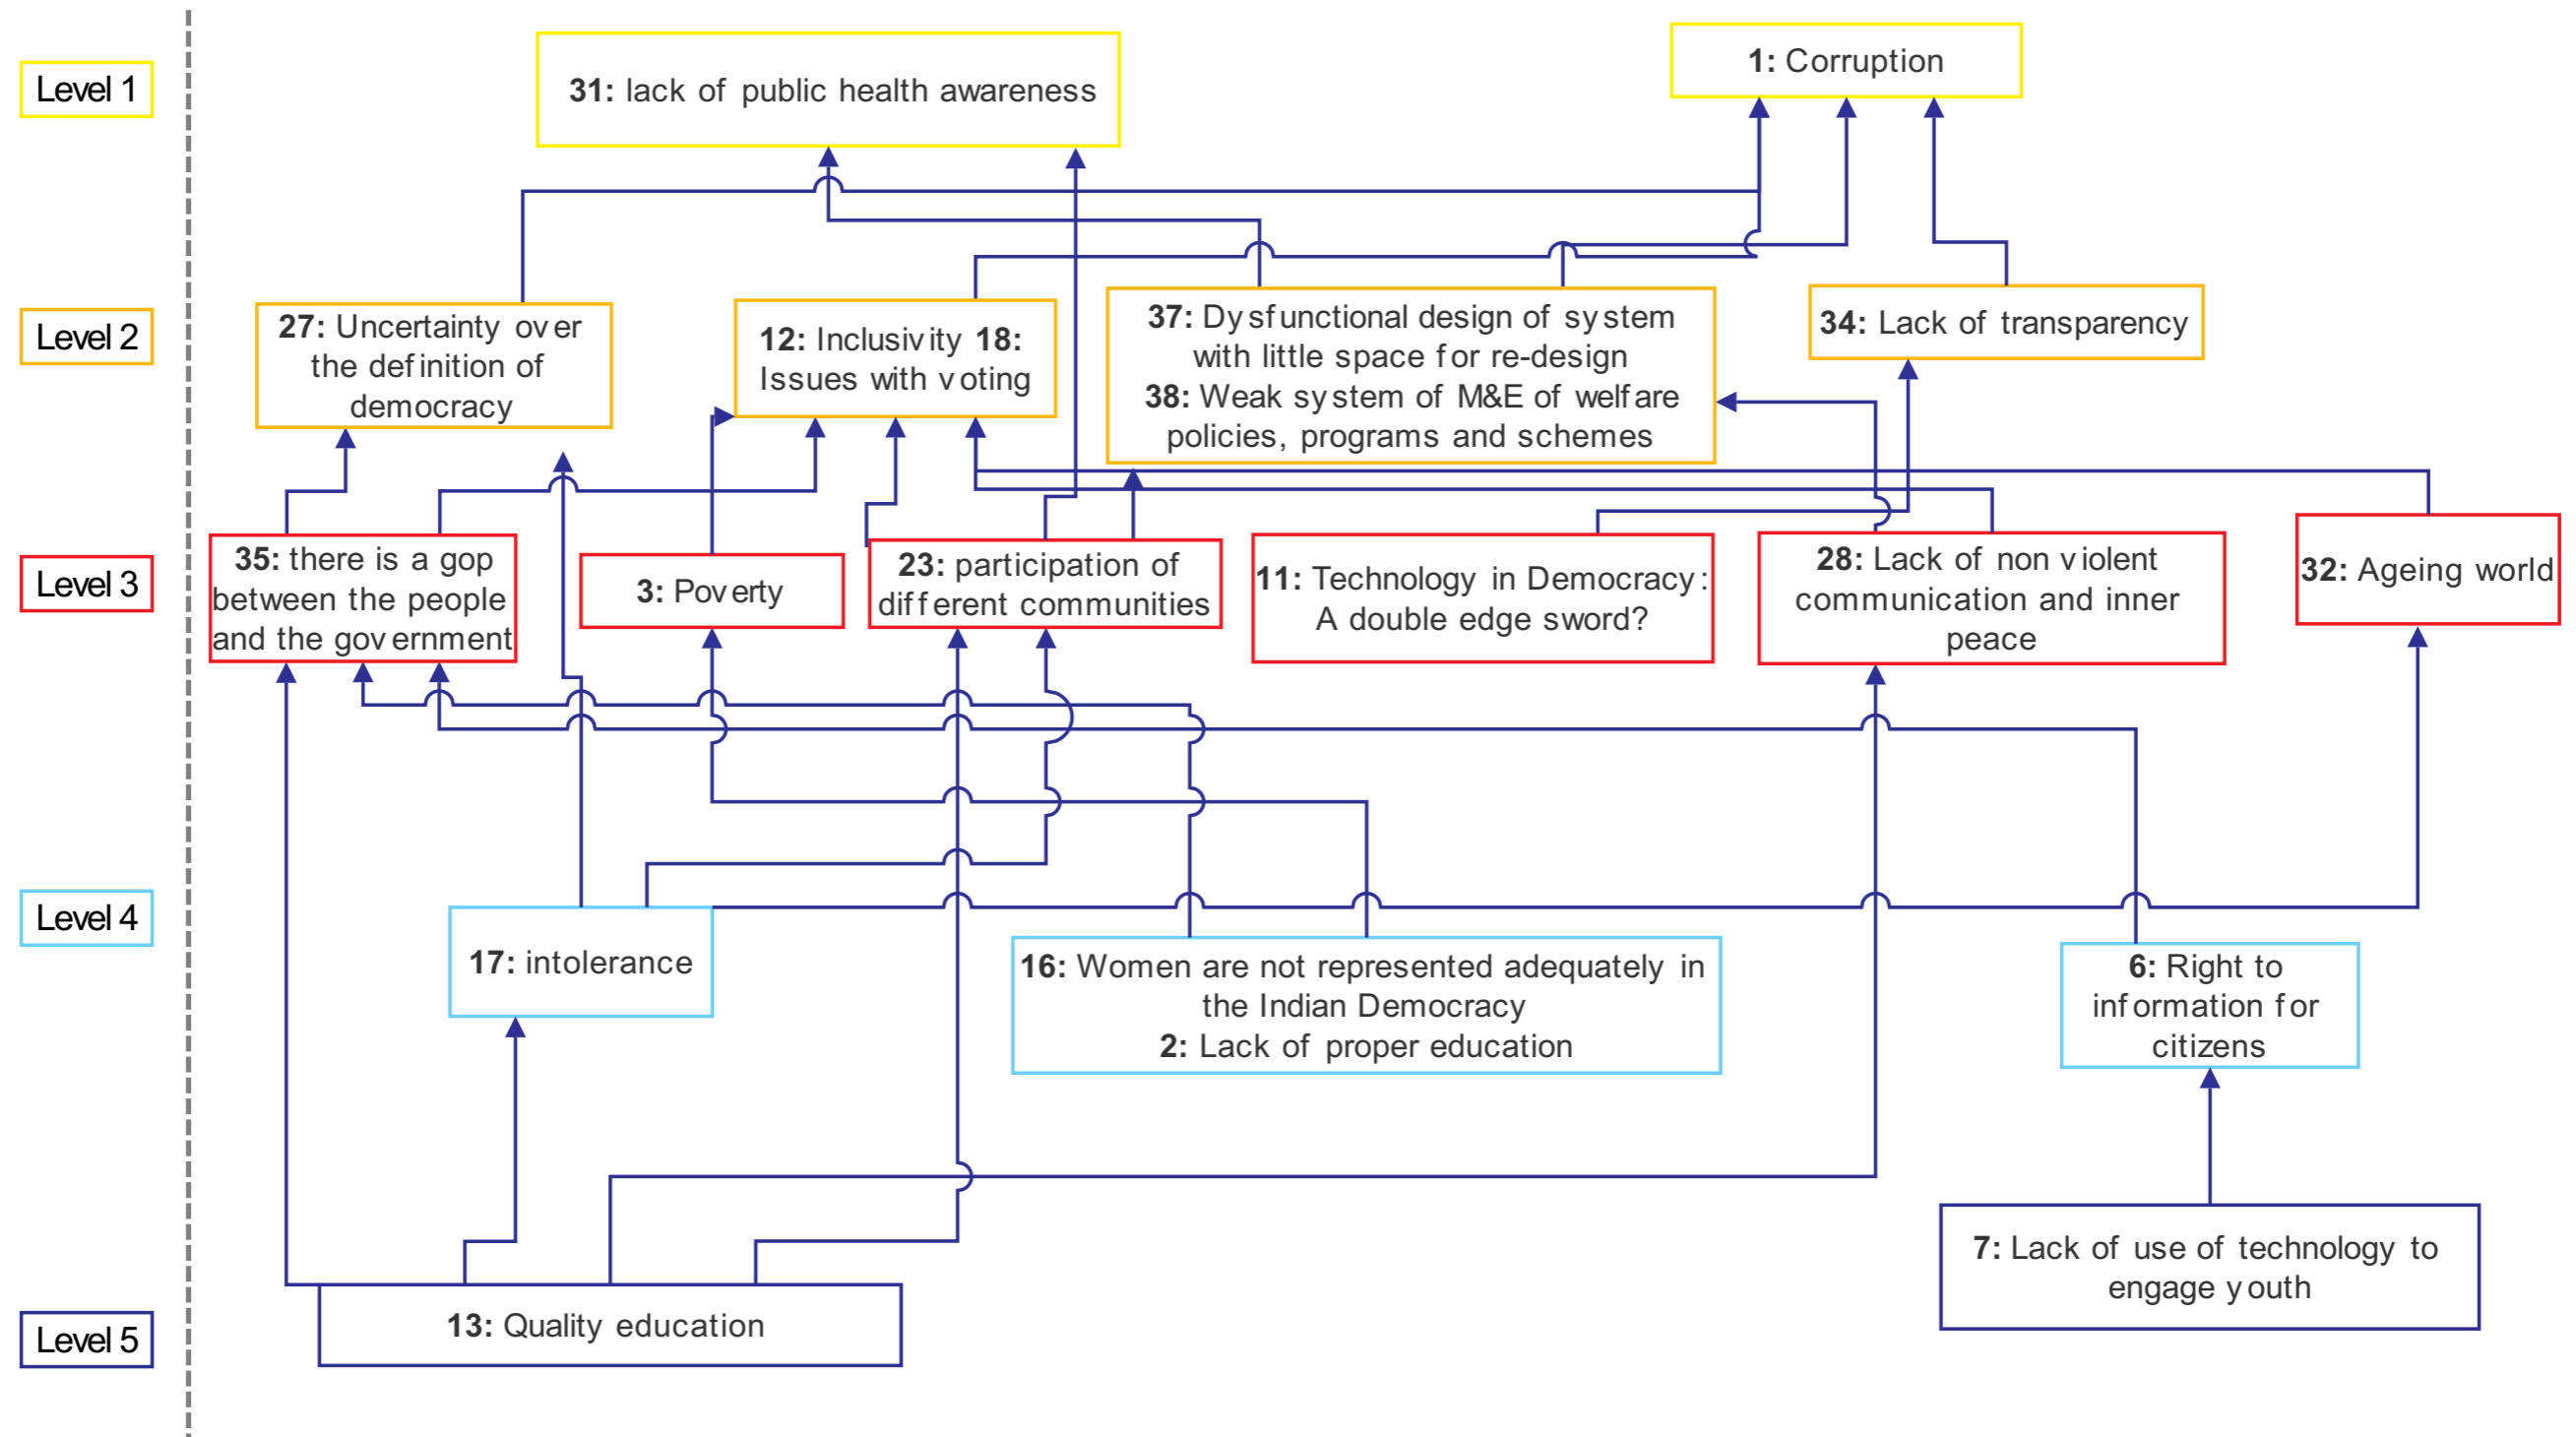 Level 1
31: lack of public health awareness
1: Corruption
Level 2
27: Uncertainty over
the definition of
democracy
12: Inclusivity 18:
Issues with voting
37: Dysfunctional design of system
with little space for re-design
38: Weak system of M&E of welfare
policies, programs and schemes
34: Lack of transparency
Level 3
35: there is a gop
between the people
and the government
3: Poverty
23: participation of
different communities
11: Technology in Democracy:
A double edge sword?
28: Lack of non violent
communication and inner
peace
32: Ageing world
Level 4
17: intolerance
16: Women are not represented adequately in
the Indian Democracy
2: Lack of proper education
6: Right to
information for
citizens
Level 5
13: Quality education
7: Lack of use of technology to
engage youth